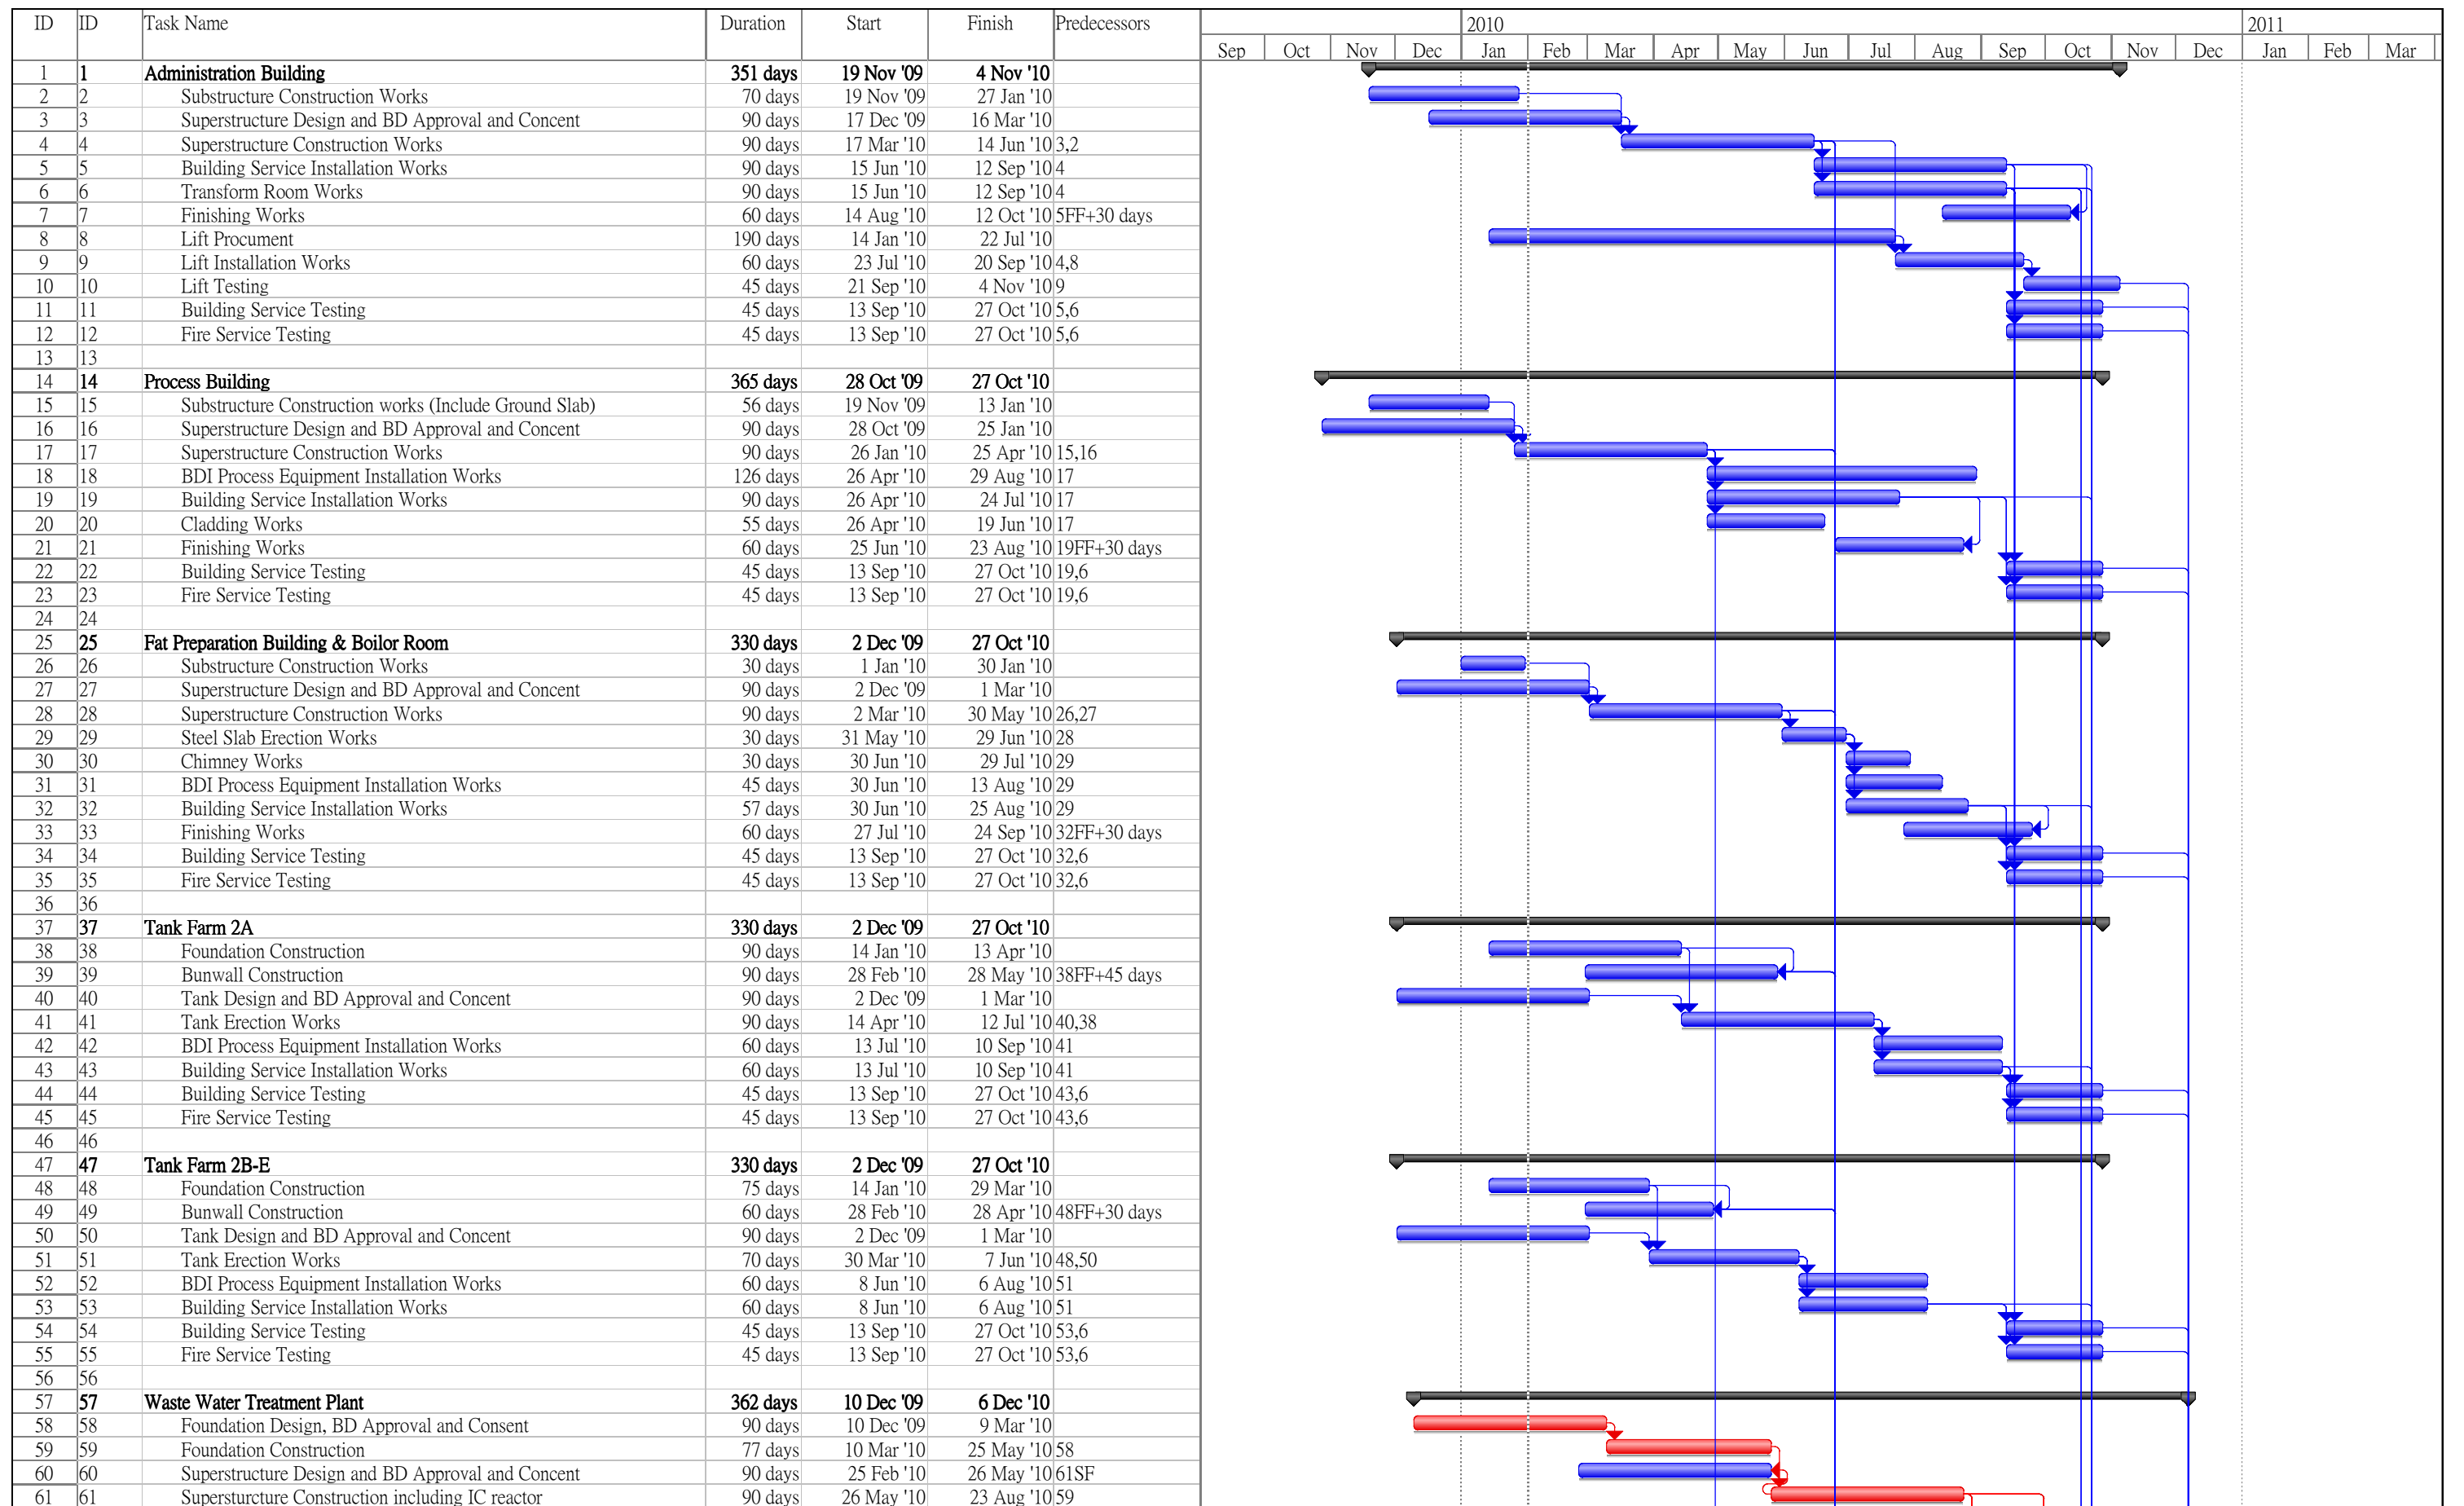 ID ID Task Name Duration Start Finish Predecessors 2010 2011
Sep Oct Nov Dec Jan Feb Mar Apr May Jun Jul Aug Sep Oct Nov Dec Jan Feb Mar
1 1 Administration Building 351 days 19 Nov '09 4 Nov '10
2 2 Substructure Construction Works 70 days 19 Nov '09 27 Jan '10
3 3 Superstructure Design and BD Approval and Concent 90 days 17 Dec '09 16 Mar '10
4 4 Superstructure Construction Works 90 days 17 Mar '10 14 Jun '10 3,2
5 5 Building Service Installation Works 90 days 15 Jun '10 12 Sep '10 4
6 6 Transform Room Works 90 days 15 Jun '10 12 Sep '10 4
7 7 Finishing Works 60 days 14 Aug '10 12 Oct '10 5FF+30 days
8 8 Lift Procument 190 days 14 Jan '10 22 Jul '10
9 9 Lift Installation Works 60 days 23 Jul '10 20 Sep '10 4,8
10 10 Lift Testing 45 days 21 Sep '10 4 Nov '10 9
11 11 Building Service Testing 45 days 13 Sep '10 27 Oct '10 5,6
12 12 Fire Service Testing 45 days 13 Sep '10 27 Oct '10 5,6
13 13
14 14 Process Building 365 days 28 Oct '09 27 Oct '10
15 15 Substructure Construction works (Include Ground Slab) 56 days 19 Nov '09 13 Jan '10
16 16 Superstructure Design and BD Approval and Concent 90 days 28 Oct '09 25 Jan '10
17 17 Superstructure Construction Works 90 days 26 Jan '10 25 Apr '10 15,16
18 18 BDI Process Equipment Installation Works 126 days 26 Apr '10 29 Aug '10 17
19 19 Building Service Installation Works 90 days 26 Apr '10 24 Jul '10 17
20 20 Cladding Works 55 days 26 Apr '10 19 Jun '10 17
21 21 Finishing Works 60 days 25 Jun '10 23 Aug '10 19FF+30 days
22 22 Building Service Testing 45 days 13 Sep '10 27 Oct '10 19,6
23 23 Fire Service Testing 45 days 13 Sep '10 27 Oct '10 19,6
24 24
25 25 Fat Preparation Building & Boilor Room 330 days 2 Dec '09 27 Oct '10
26 26 Substructure Construction Works 30 days 1 Jan '10 30 Jan '10
27 27 Superstructure Design and BD Approval and Concent 90 days 2 Dec '09 1 Mar '10
28 28 Superstructure Construction Works 90 days 2 Mar '10 30 May '10 26,27
29 29 Steel Slab Erection Works 30 days 31 May '10 29 Jun '10 28
30 30 Chimney Works 30 days 30 Jun '10 29 Jul '10 29
31 31 BDI Process Equipment Installation Works 45 days 30 Jun '10 13 Aug '10 29
32 32 Building Service Installation Works 57 days 30 Jun '10 25 Aug '10 29
33 33 Finishing Works 60 days 27 Jul '10 24 Sep '10 32FF+30 days
34 34 Building Service Testing 45 days 13 Sep '10 27 Oct '10 32,6
35 35 Fire Service Testing 45 days 13 Sep '10 27 Oct '10 32,6
36 36
37 37 Tank Farm 2A 330 days 2 Dec '09 27 Oct '10
38 38 Foundation Construction 90 days 14 Jan '10 13 Apr '10
39 39 Bunwall Construction 90 days 28 Feb '10 28 May '10 38FF+45 days
40 40 Tank Design and BD Approval and Concent 90 days 2 Dec '09 1 Mar '10
41 41 Tank Erection Works 90 days 14 Apr '10 12 Jul '10 40,38
42 42 BDI Process Equipment Installation Works 60 days 13 Jul '10 10 Sep '10 41
43 43 Building Service Installation Works 60 days 13 Jul '10 10 Sep '10 41
44 44 Building Service Testing 45 days 13 Sep '10 27 Oct '10 43,6
45 45 Fire Service Testing 45 days 13 Sep '10 27 Oct '10 43,6
46 46
47 47 Tank Farm 2B-E 330 days 2 Dec '09 27 Oct '10
48 48 Foundation Construction 75 days 14 Jan '10 29 Mar '10
49 49 Bunwall Construction 60 days 28 Feb '10 28 Apr '10 48FF+30 days
50 50 Tank Design and BD Approval and Concent 90 days 2 Dec '09 1 Mar '10
51 51 Tank Erection Works 70 days 30 Mar '10 7 Jun '10 48,50
52 52 BDI Process Equipment Installation Works 60 days 8 Jun '10 6 Aug '10 51
53 53 Building Service Installation Works 60 days 8 Jun '10 6 Aug '10 51
54 54 Building Service Testing 45 days 13 Sep '10 27 Oct '10 53,6
55 55 Fire Service Testing 45 days 13 Sep '10 27 Oct '10 53,6
56 56
57 57 Waste Water Treatment Plant 362 days 10 Dec '09 6 Dec '10
58 58 Foundation Design, BD Approval and Consent 90 days 10 Dec '09 9 Mar '10
59 59 Foundation Construction 77 days 10 Mar '10 25 May '10 58
60 60 Superstructure Design and BD Approval and Concent 90 days 25 Feb '10 26 May '10 61SF
61 61 Supersturcture Construction including IC reactor 90 days 26 May '10 23 Aug '10 59